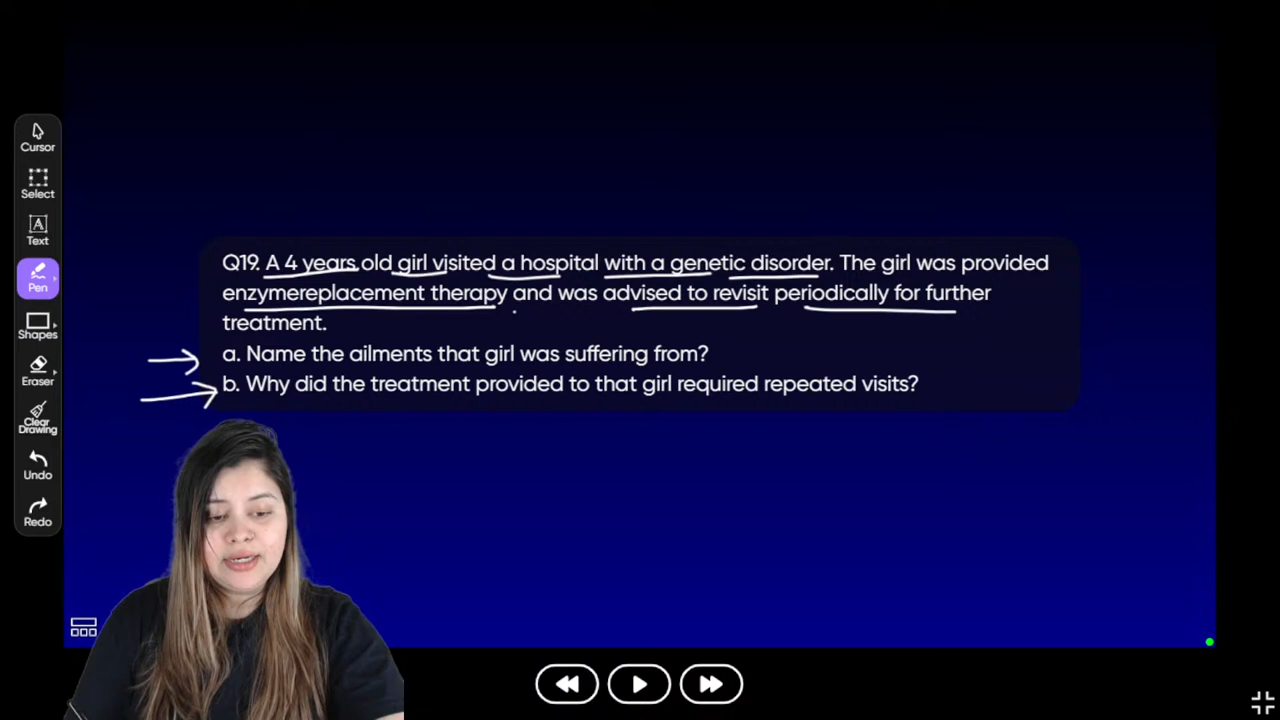 Cursor
Select
Text
Pen
Shapes
Eraser
Clear
Drawing
Undo
Redo
Q19. A 4 years old girl visited a hospital with a genetic disorder. The girl was provided
enzymereplacement therapy and was advised to revisit periodically for further
treatment.
a. Name the ailments that girl was suffering from?
b. Why did the treatment provided to that girl required repeated visits?